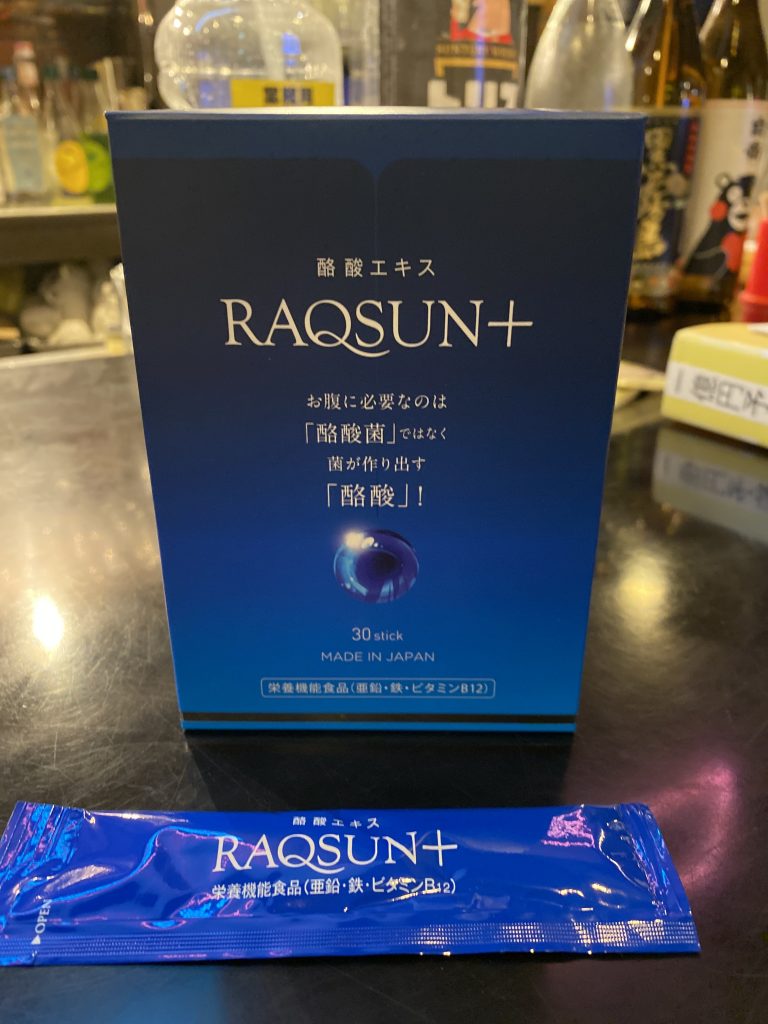 業務用
酪酸エキス
RAQSUN+
お腹に必要なのは
「酪酸菌」ではなく
菌が作り出す
「酪酸」!
30 stick
MADE IN JAPAN
栄養機能食品(亜鉛・鉄・ビタミンB12)
酪酸エキス
RAQSUN+
栄養機能食品(亜鉛・鉄・ビタミンB12)
▶OPEN